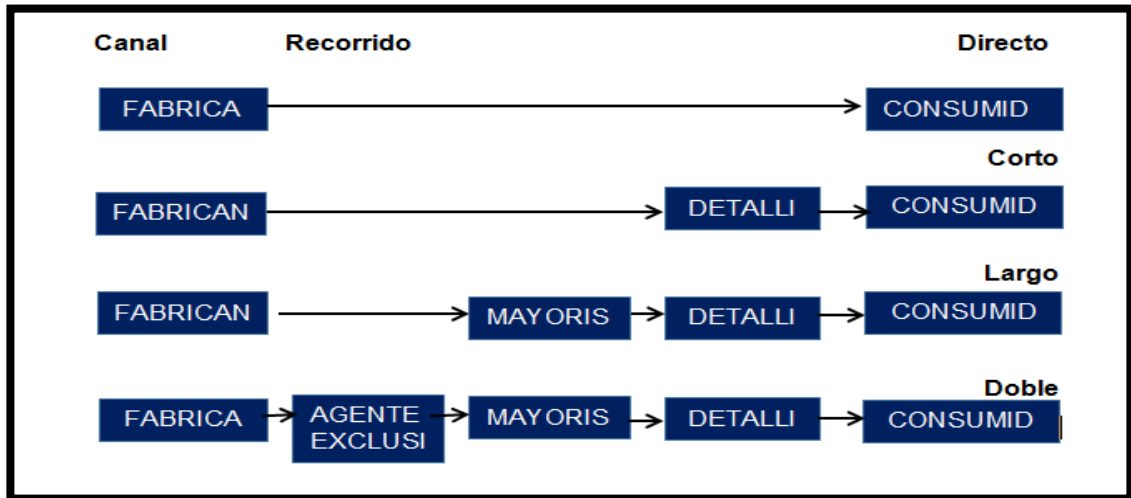 Canal Recorrido Directo
FABRICA CONSUMID
Corto
FABRICAN DETALLI CONSUMID
Largo
FABRICAN MAYORIS DETALLI CONSUMID
Doble
FABRICA AGENTE MAYORIS DETALLI CONSUMID
EXCLUSI